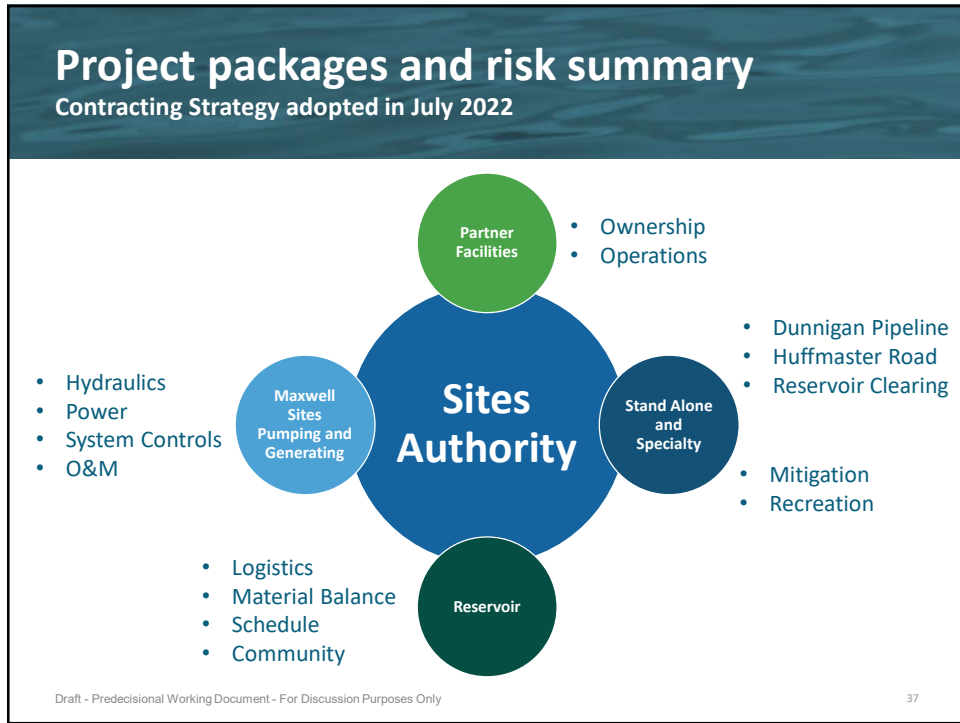 Project packages and risk summary
Contracting Strategy adopted in July 2022
Partner
Facilities
• Ownership
• Operations
• Hydraulics
• Power
• System Controls
• O&M
Maxwell
Sites
Pumping and
Generating
Sites
Authority
Stand Alone
and
Specialty
• Dunnigan Pipeline
• Huffmaster Road
• Reservoir Clearing
• Mitigation
• Recreation
• Logistics
• Material Balance
• Schedule
• Community
Reservoir
Draft - Predecisional Working Document - For Discussion Purposes Only
37